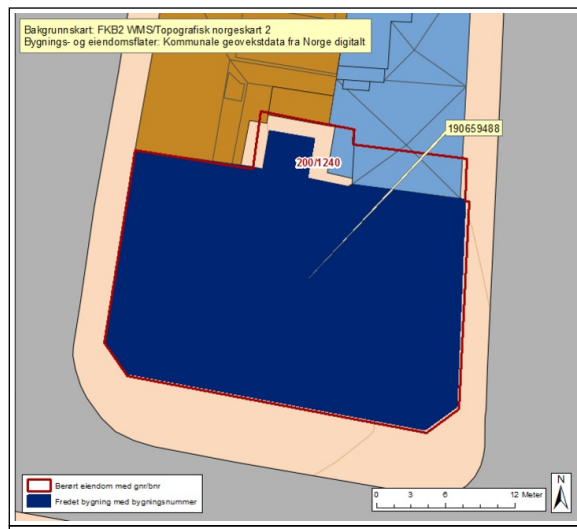 Bakgrunnskart: FKB2 WMS/Topografisk norgeskart 2
Bygnings- og eiendomsflater: Kommunale geovekstdata fra Norge digitalt
190659488
200/1240
Berørt eiendom med gnr/bnr
Fredet bygning med bygningsnummer
0 3 6 12 Meter
N